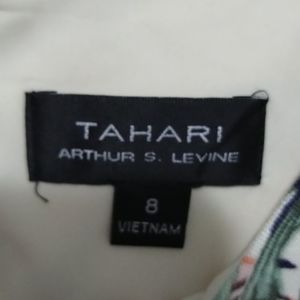 TAHARI
ARTHUR S. LEVINE
8
VIETNAM